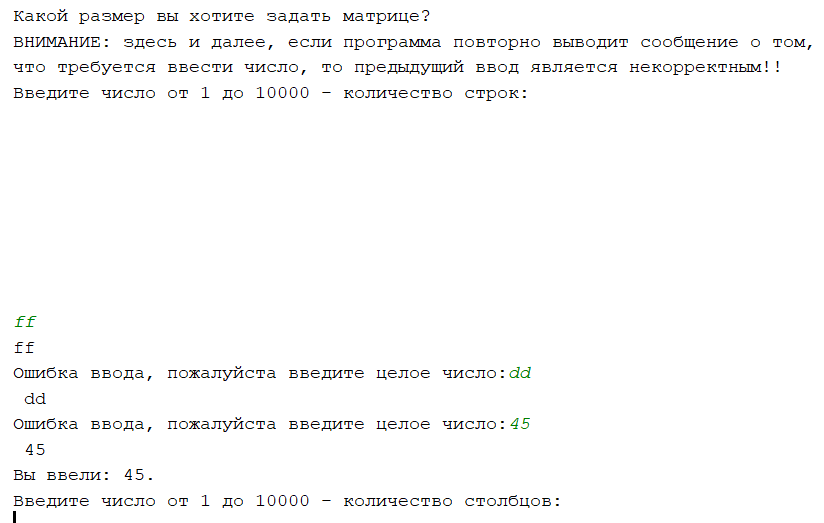 Какой размер вы хотите задать матрице?
ВНИМАНИЕ: здесь и далее, если программа повторно выводит сообщение о том,
что требуется ввести число, то предыдущий ввод является некорректным!!
Введите число от 1 до 10000 – количество строк:
ff
ff
Ошибка ввода, пожалуйста введите целое число:dd
dd
Ошибка ввода, пожалуйста введите целое число:45
45
Вы ввели: 45.
Введите число от 1 до 10000 – количество столбцов: